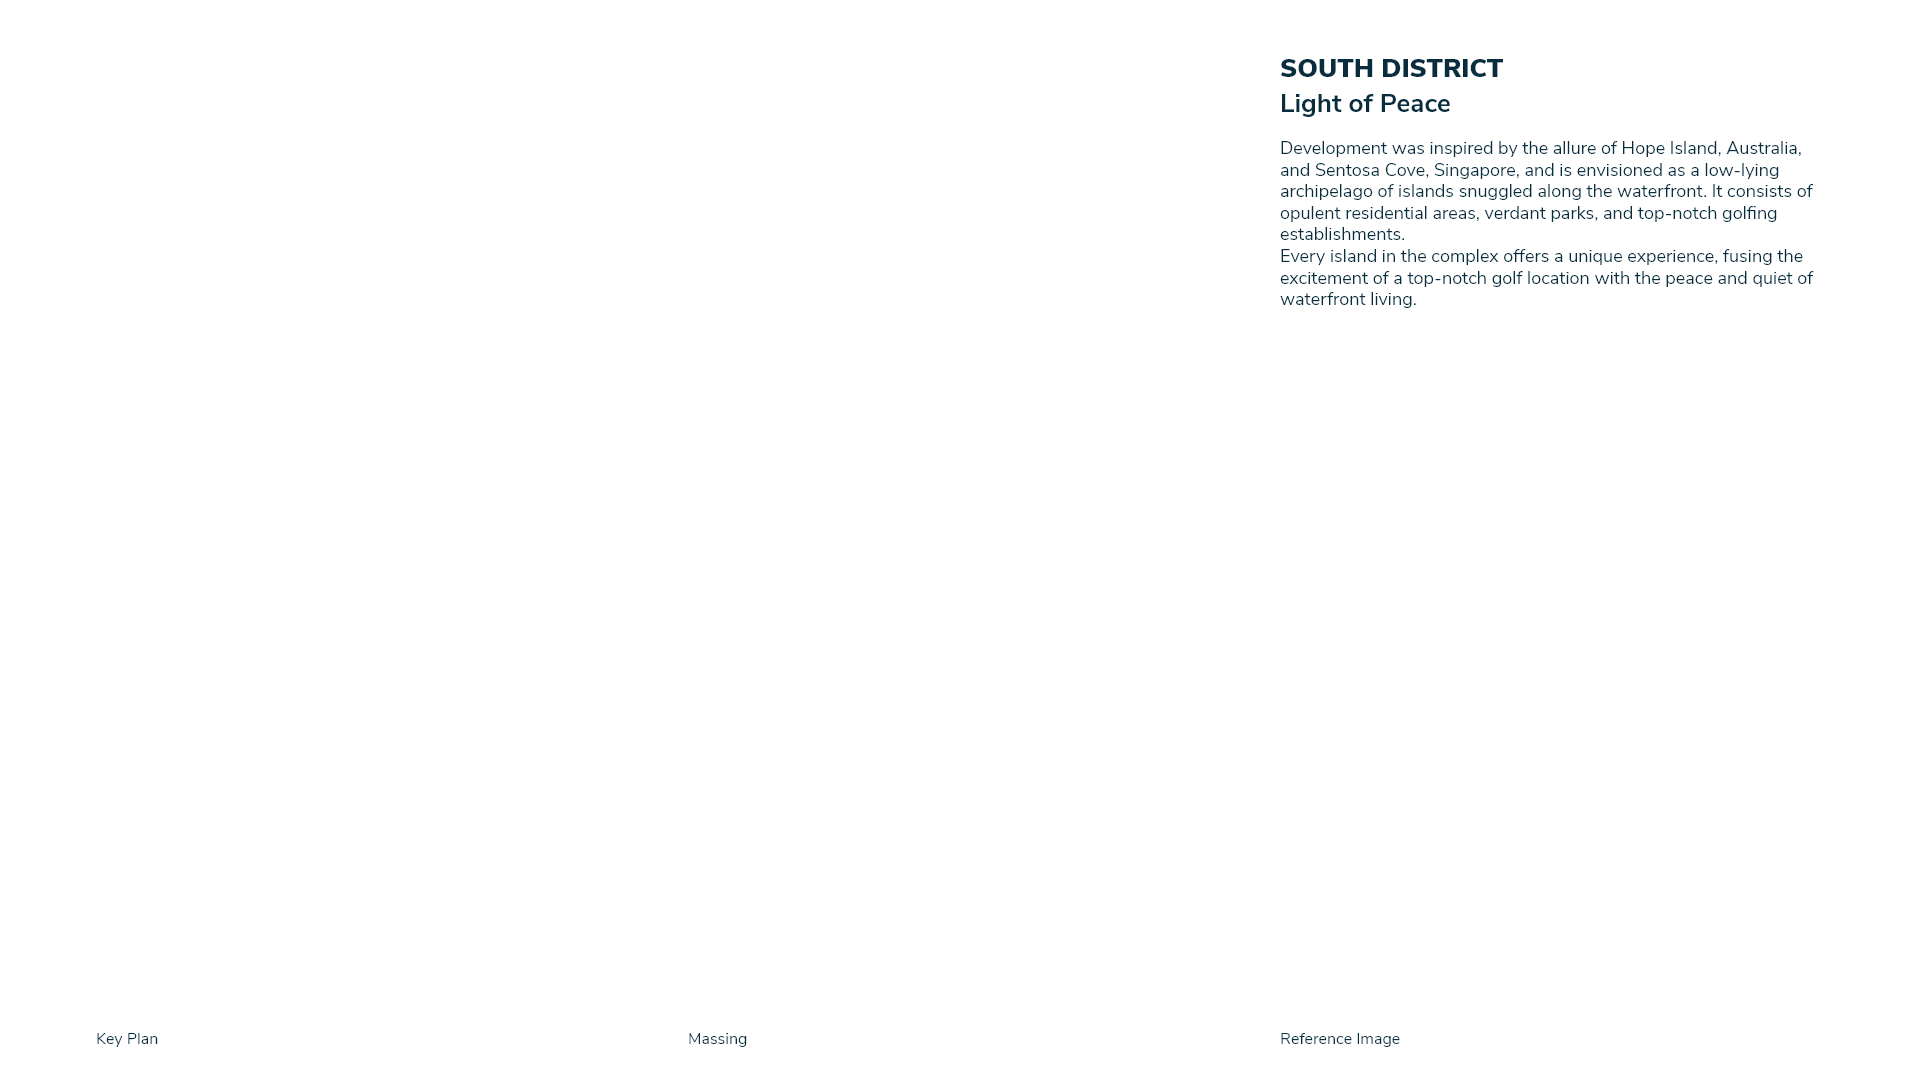 SOUTH DISTRICT
Light of Peace
Development was inspired by the allure of Hope Island, Australia,
and Sentosa Cove, Singapore, and is envisioned as a low-lying
archipelago of islands snuggled along the waterfront. It consists of
opulent residential areas, verdant parks, and top-notch golfing
establishments.
Every island in the complex offers a unique experience, fusing the
excitement of a top-notch golf location with the peace and quiet of
waterfront living.
Key Plan
Massing
Reference Image